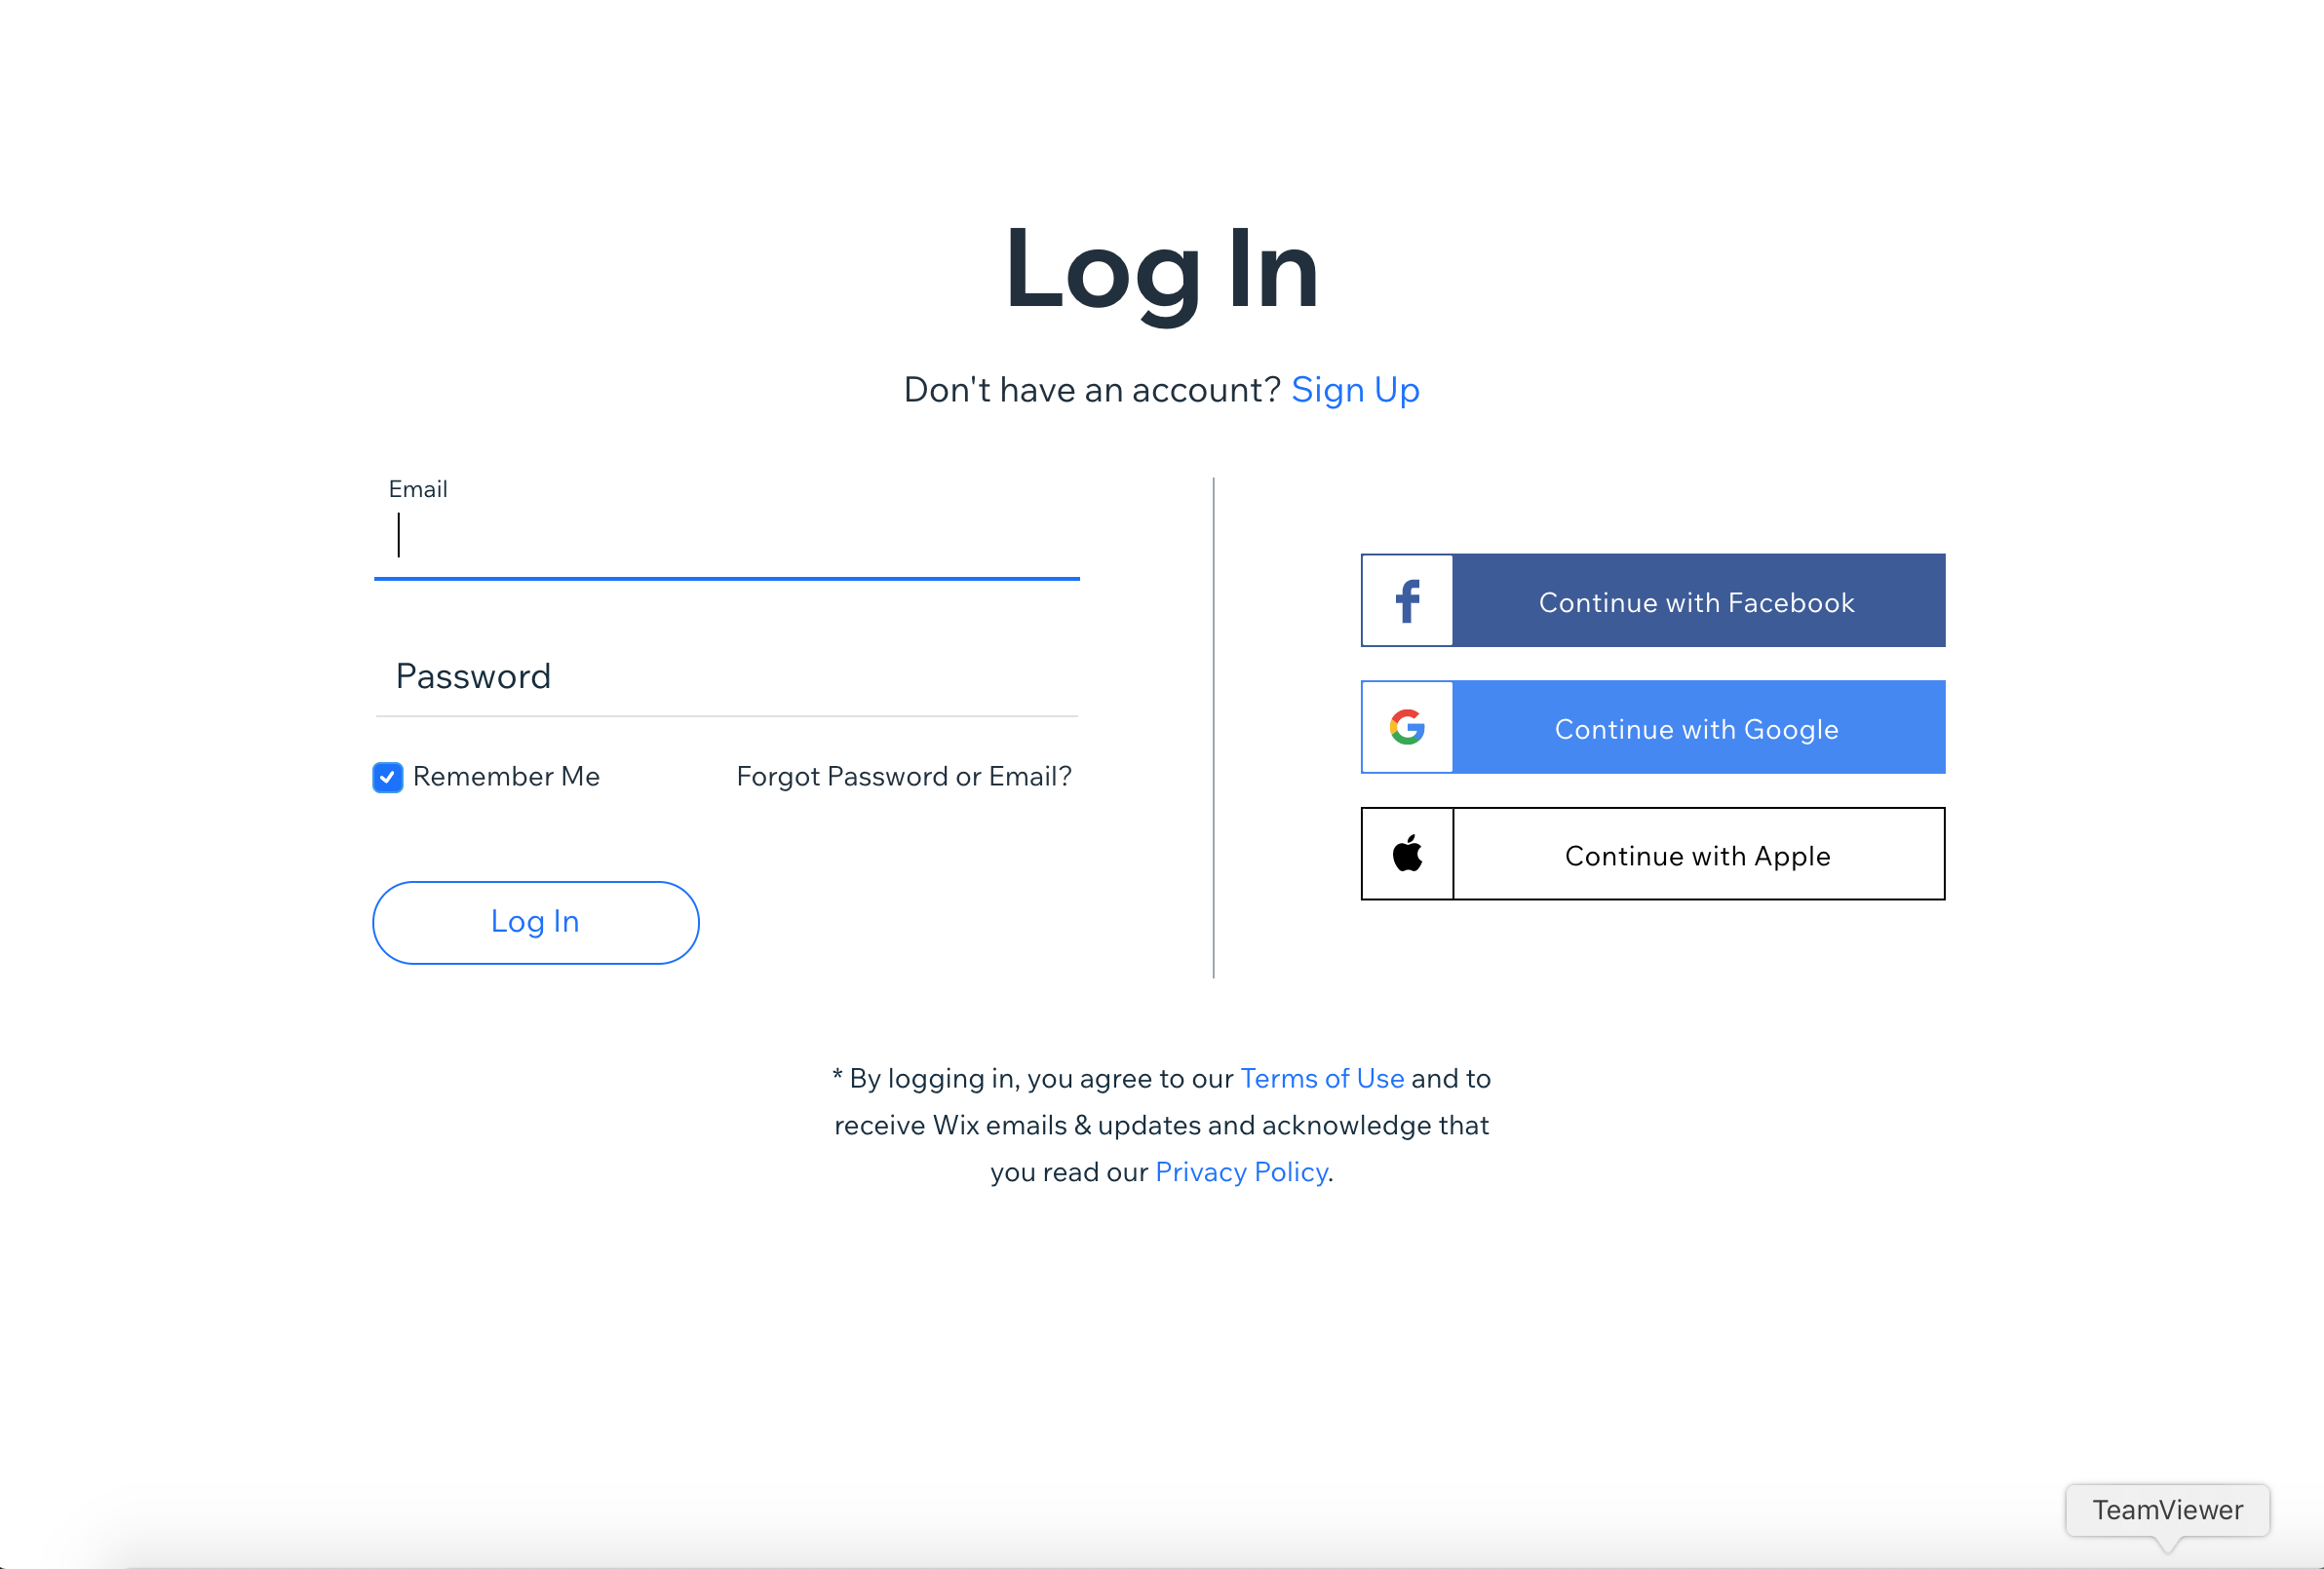 Log In
Don't have an account? Sign Up
Email
Password
Remember Me
Forgot Password or Email?
Log In
Continue with Facebook
Continue with Google
Continue with Apple
* By logging in, you agree to our Terms of Use and to
receive Wix emails & updates and acknowledge that
you read our Privacy Policy.
TeamViewer